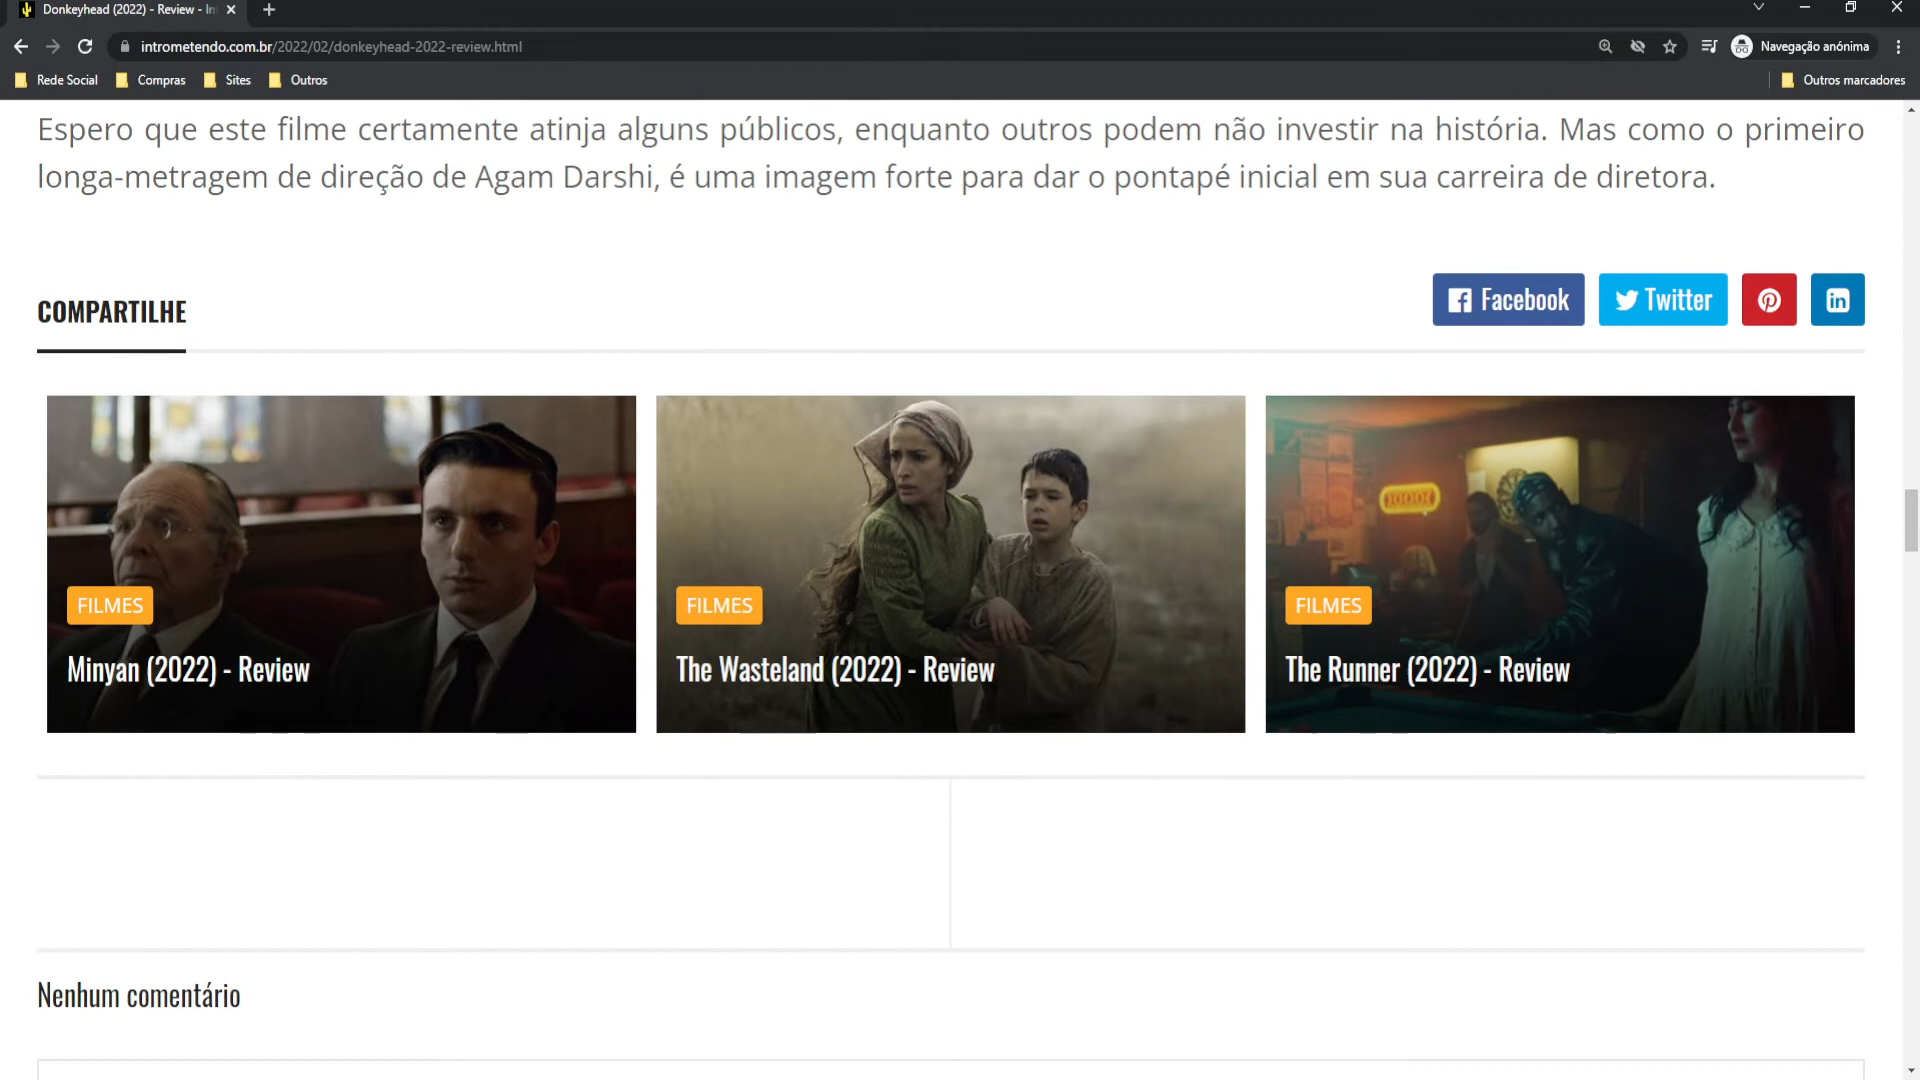 Donkeyhead (2022) - Review - In
intrometendo.com.br/2022/02/donkeyhead-2022-review.html
Navegação anónima
Rede Social
Compras
Sites
Outros
Outros marcadores
Espero que este filme certamente atinja alguns públicos, enquanto outros podem não investir na história. Mas como o primeiro
longa-metragem de direção de Agam Darshi, é uma imagem forte para dar o pontapé inicial em sua carreira de diretora.
COMPARTILHE
Facebook
Twitter
FILMES
Minyan (2022) - Review
FILMES
The Wasteland (2022) - Review
FILMES
The Runner (2022) - Review
Nenhum comentário